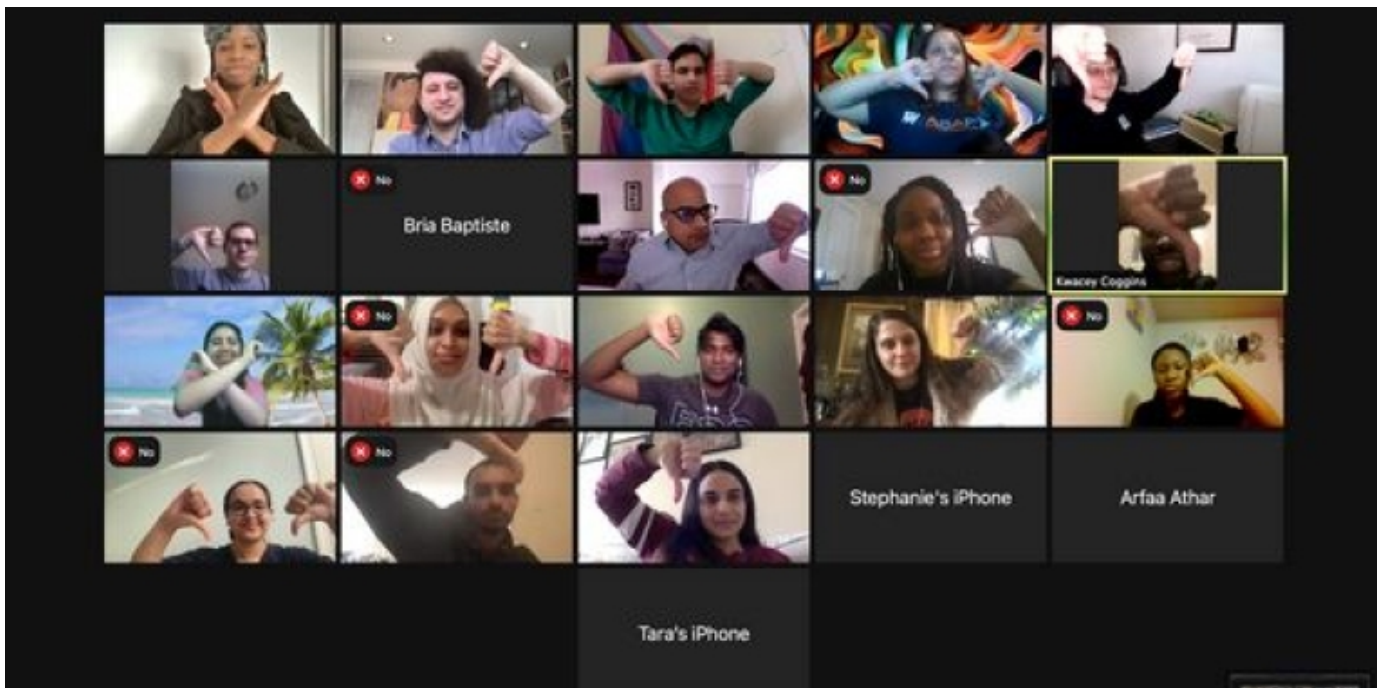 No
Bria Baptiste
No
Kwacey Coggins
No
No
No
No
Stephanie's iPhone
Arfaa Athar
Tara's iPhone